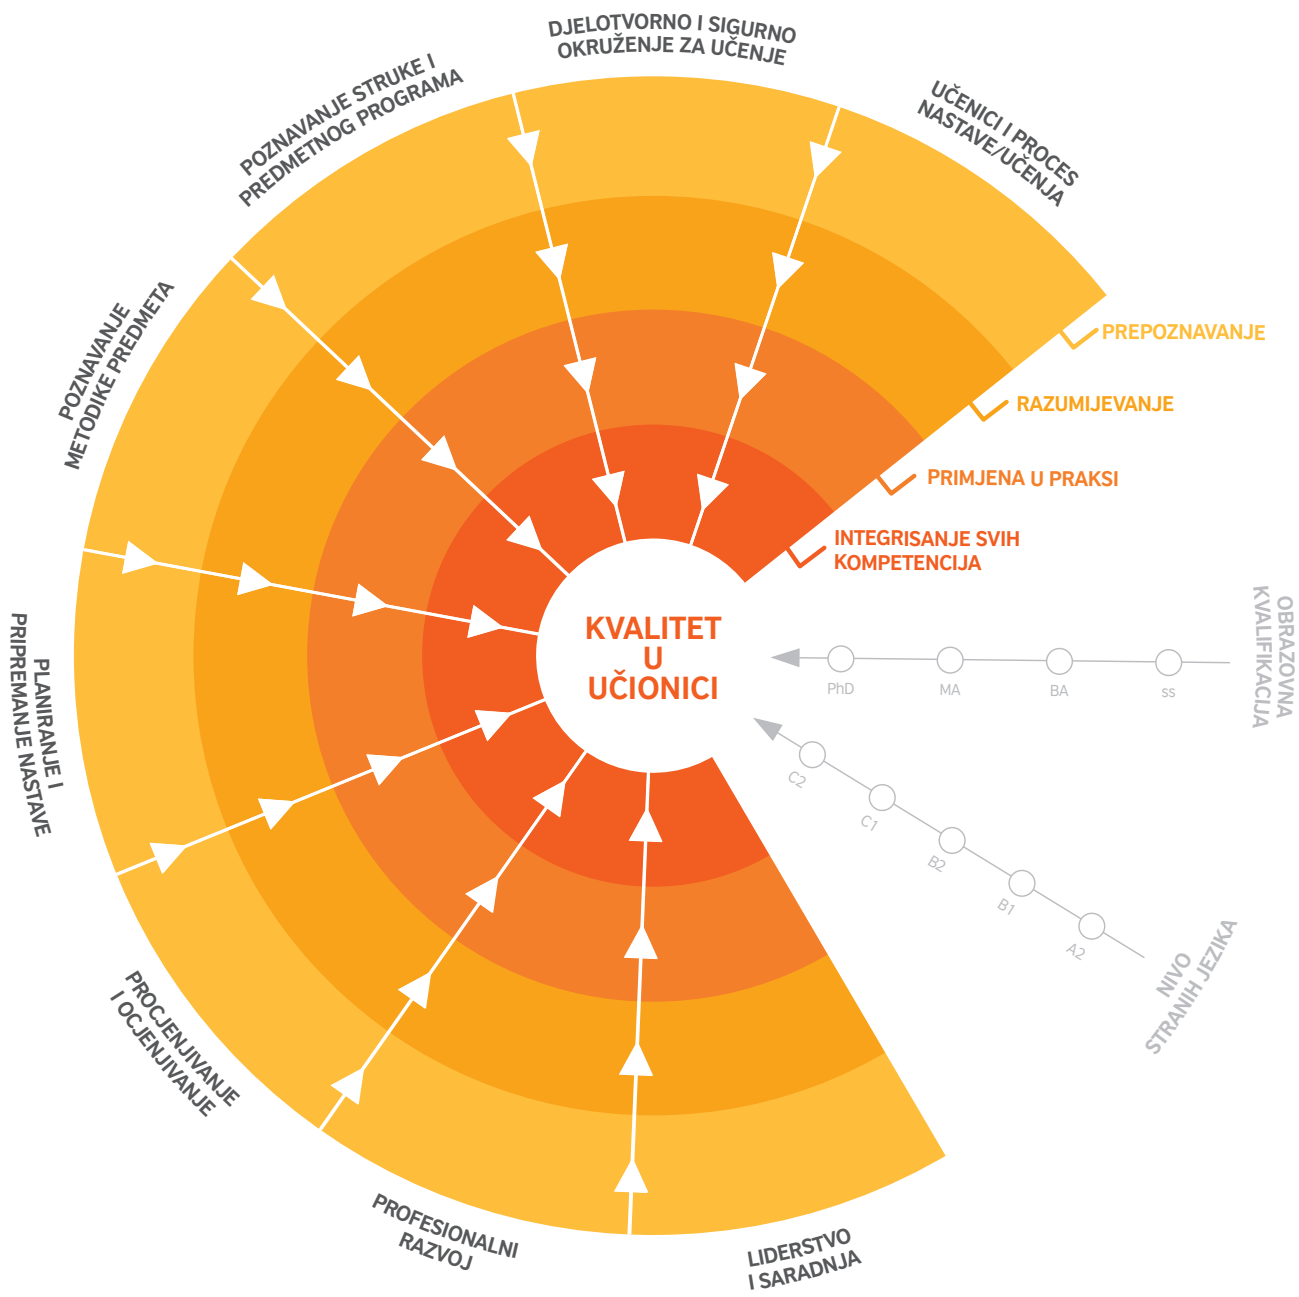 DJELOTVORNO I SIGURNO
OKRUŽENJE ZA UČENJE
UČENICI I PROCES
NASTAVE/UČENJA
POZNAVANJE STRUKE I
PREDMETNOG PROGRAMA
POZNAVANJE
METODIKE PREDMETA
PLANIRANJE I
PRIPREMANJE NASTAVE
PROCJENJIVANJE
I OCJENJIVANJE
PROFESIONALNI
RAZVOJ
LIDERSTVO
I SARADNJA
PREPOZNAVANJE
RAZUMIJEVANJE
PRIMJENA U PRAKSI
INTEGRISANJE SVIH
KOMPETENCIJA
KVALITET
U
UČIONICI
OBRAZOVNA
KVALIFIKACIJA
PhD
MA
BA
ss
C2
C1
B2
B1
A2
NIVO
STRANIH JEZIKA